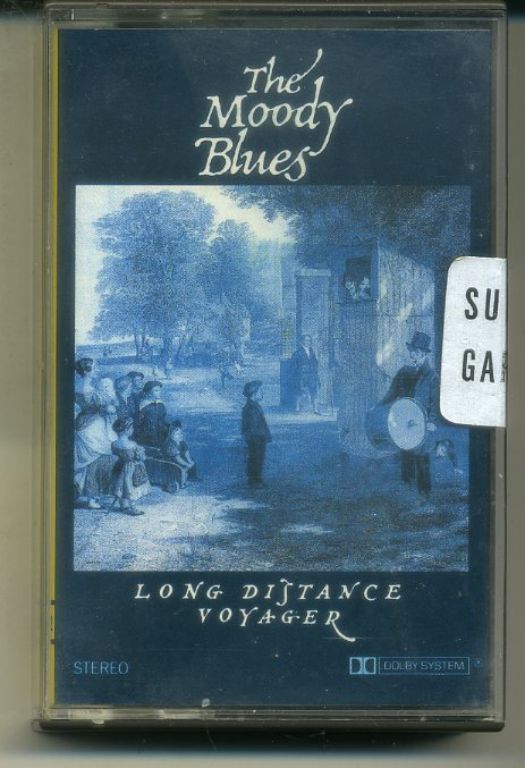 The
Moody
Blues
SU
GA
LONG DISTANCE
VOYAGER
STEREO
DOLBY SYSTEM